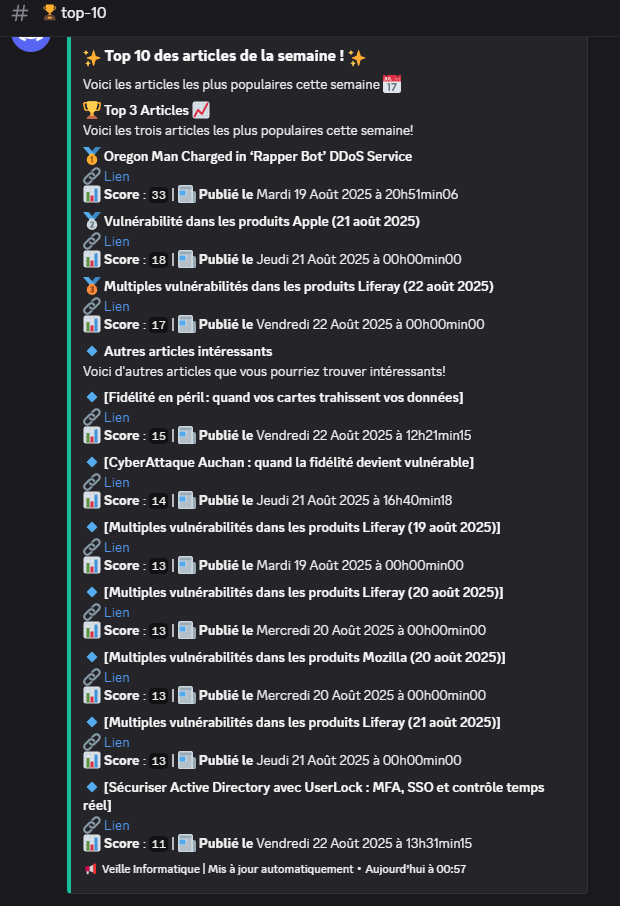 # 🏆 top-10
✨ Top 10 des articles de la semaine ! ✨
Voici les articles les plus populaires cette semaine 📅
🏆 Top 3 Articles 📈
Voici les trois articles les plus populaires cette semaine!
🥇 Oregon Man Charged in ‘Rapper Bot’ DDoS Service
🔗 Lien
📊 Score : 33 | 📰 Publié le Mardi 19 Août 2025 à 20h51min06
🥈 Vulnérabilité dans les produits Apple (21 août 2025)
🔗 Lien
📊 Score : 18 | 📰 Publié le Jeudi 21 Août 2025 à 00h00min00
🥉 Multiples vulnérabilités dans les produits Liferay (22 août 2025)
🔗 Lien
📊 Score : 17 | 📰 Publié le Vendredi 22 Août 2025 à 00h00min00
🔹 Autres articles intéressants
Voici d'autres articles que vous pourriez trouver intéressants!
🔹 [Fidélité en péril : quand vos cartes trahissent vos données]
🔗 Lien
📊 Score : 15 | 📰 Publié le Vendredi 22 Août 2025 à 12h21min15
🔹 [CyberAttaque Auchan : quand la fidélité devient vulnérable]
🔗 Lien
📊 Score : 14 | 📰 Publié le Jeudi 21 Août 2025 à 16h40min18
🔹 [Multiples vulnérabilités dans les produits Liferay (19 août 2025)]
🔗 Lien
📊 Score : 13 | 📰 Publié le Mardi 19 Août 2025 à 00h00min00
🔹 [Multiples vulnérabilités dans les produits Liferay (20 août 2025)]
🔗 Lien
📊 Score : 13 | 📰 Publié le Mercredi 20 Août 2025 à 00h00min00
🔹 [Multiples vulnérabilités dans les produits Mozilla (20 août 2025)]
🔗 Lien
📊 Score : 13 | 📰 Publié le Mercredi 20 Août 2025 à 00h00min00
🔹 [Multiples vulnérabilités dans les produits Liferay (21 août 2025)]
🔗 Lien
📊 Score : 13 | 📰 Publié le Jeudi 21 Août 2025 à 00h00min00
🔹 [Sécuriser Active Directory avec UserLock : MFA, SSO et contrôle temps
réel]
🔗 Lien
📊 Score : 11 | 📰 Publié le Vendredi 22 Août 2025 à 13h31min15
📢 Veille Informatique | Mis à jour automatiquement • Aujourd'hui à 00:57